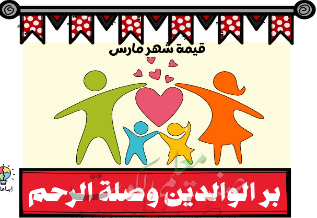 قيمة شهر مارس
بر الوالدين وصلة الرحم